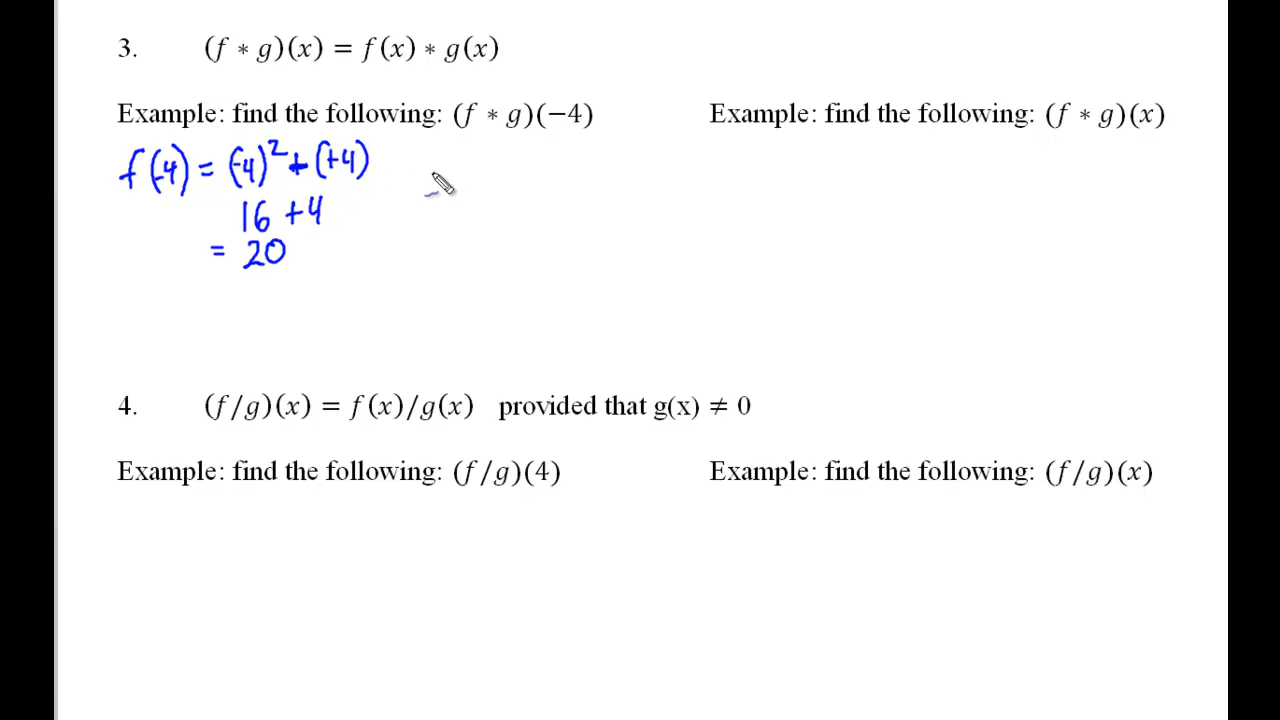 3. (f * g)(x) = f(x) * g(x)
Example: find the following: (f * g)(−4) Example: find the following: (f * g)(x)
f(-4) = (-4)² + (+4)
16 + 4
= 20
4. (f/g)(x) = f(x)/g(x) provided that g(x) ≠ 0
Example: find the following: (f/g)(4) Example: find the following: (f/g)(x)